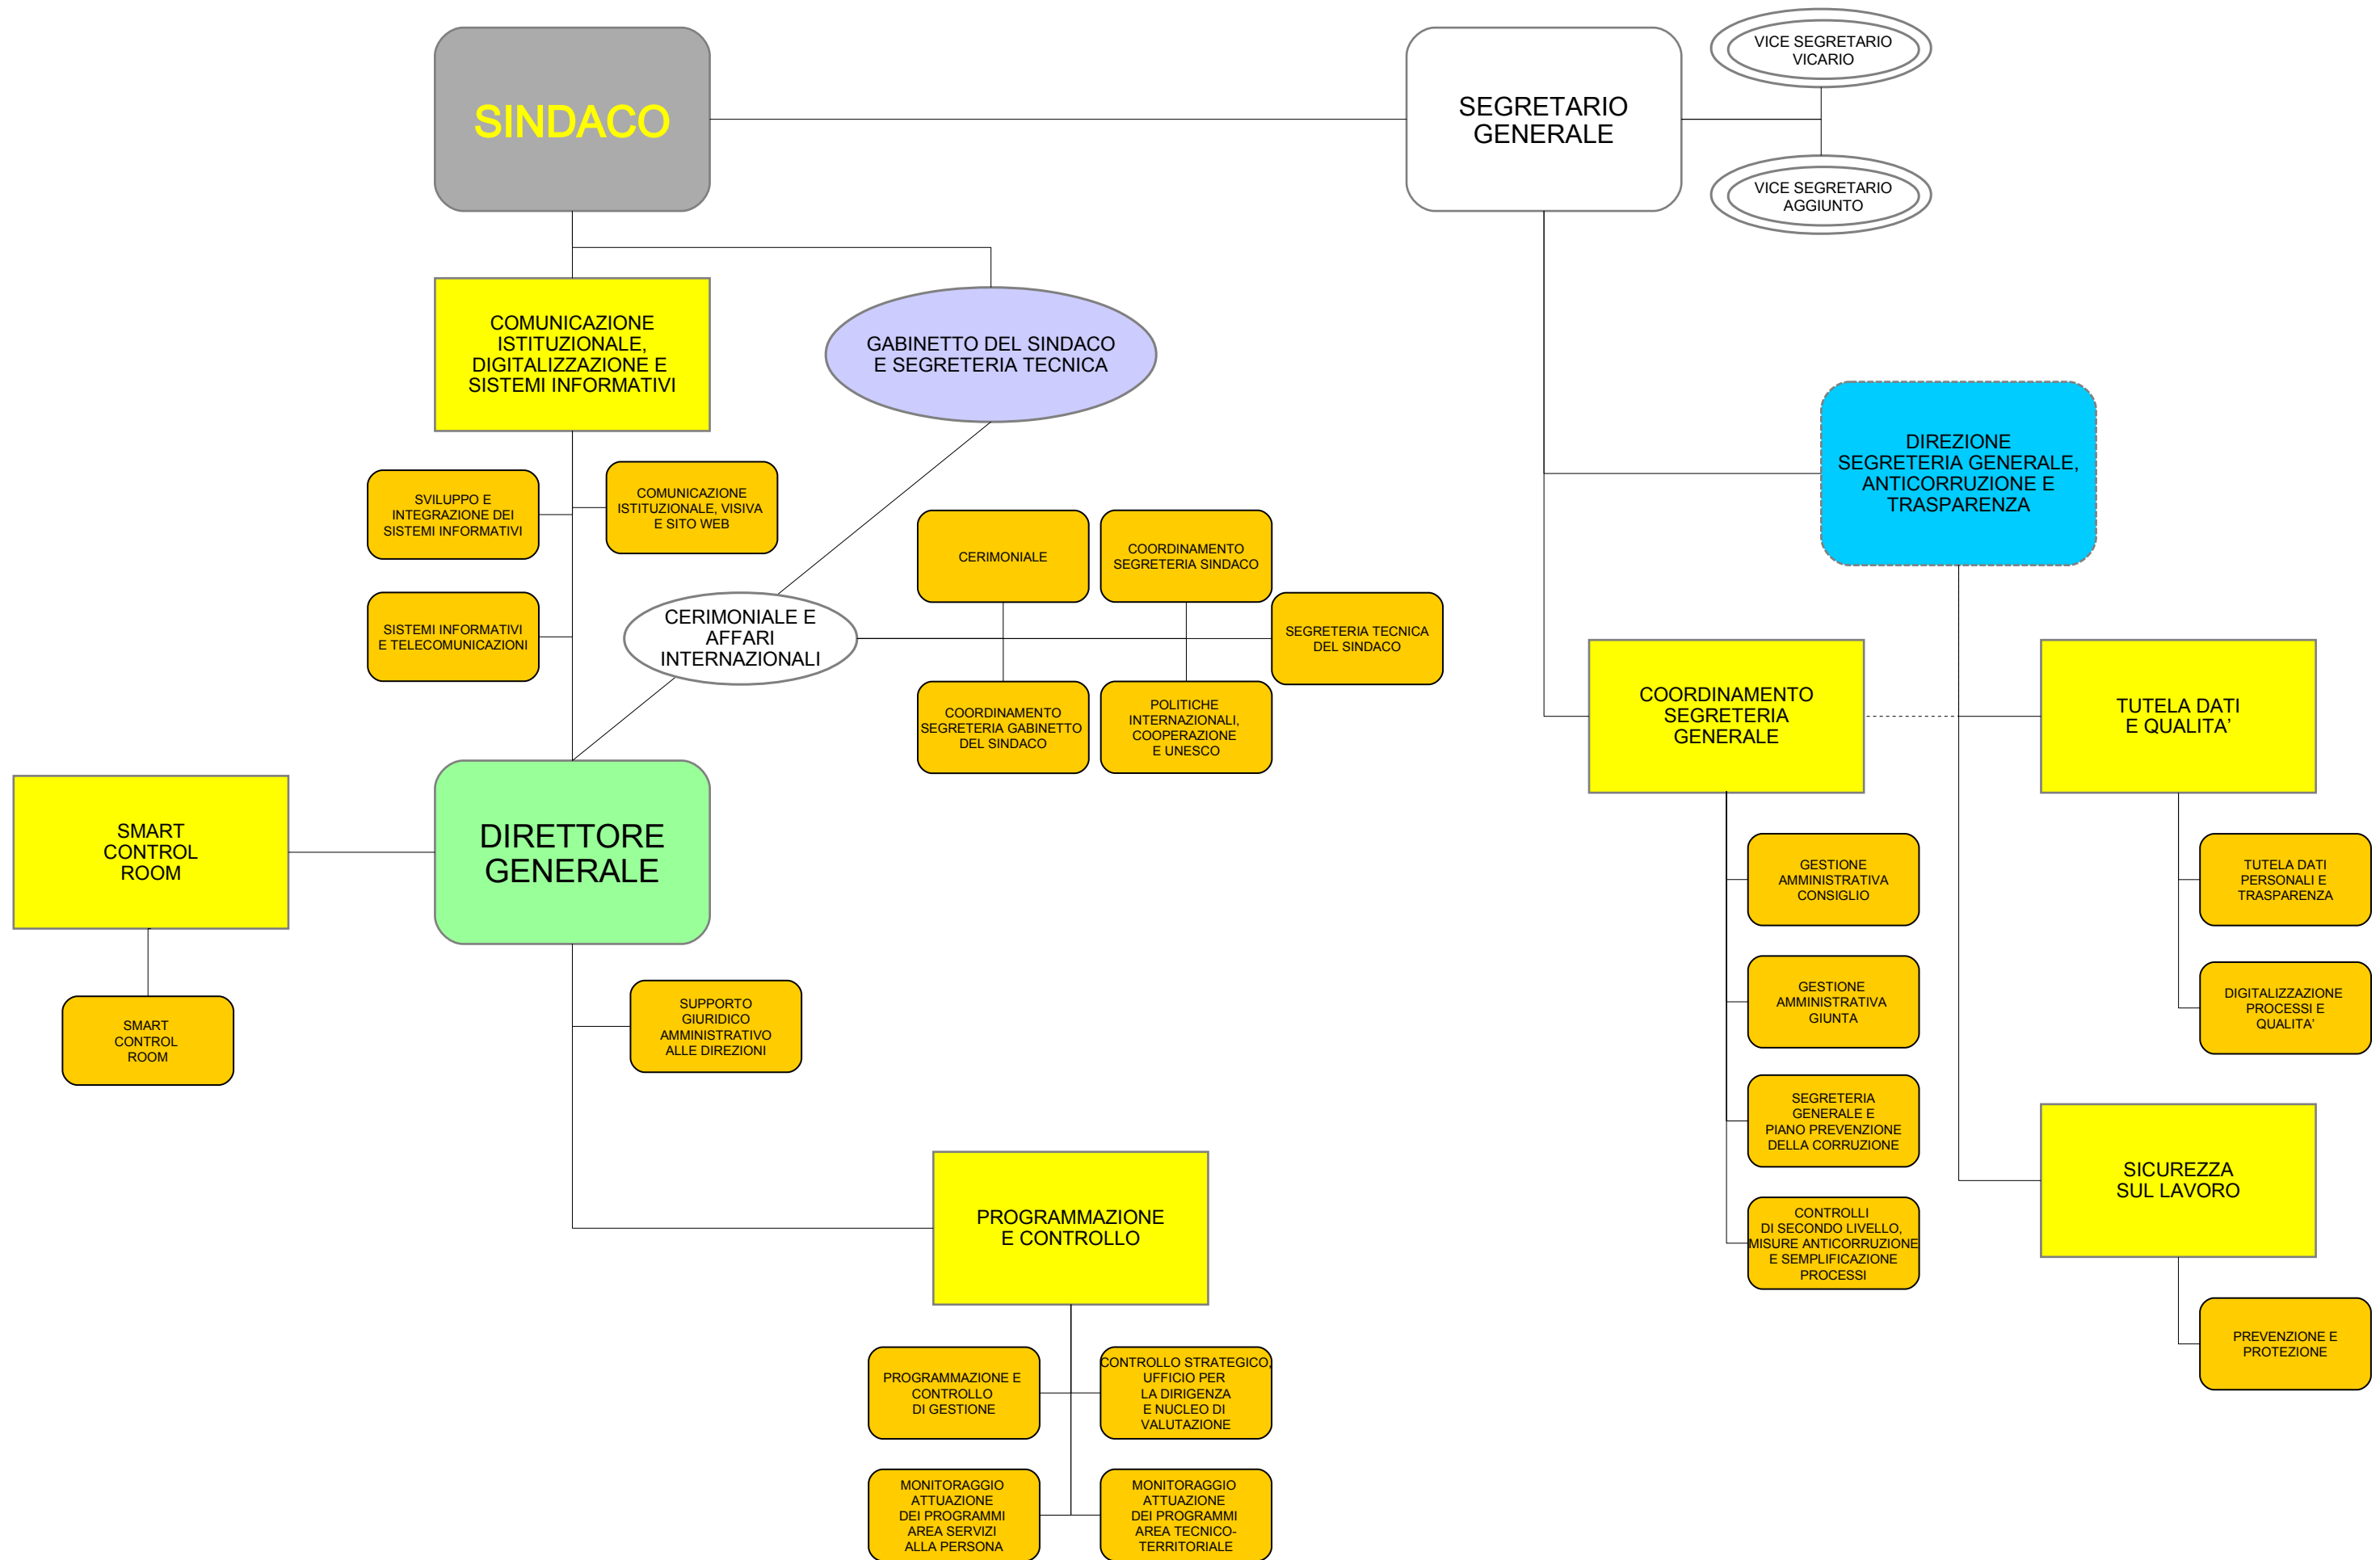 SINDACO
SEGRETARIO
GENERALE
VICE SEGRETARIO
VICARIO
VICE SEGRETARIO
AGGIUNTO
COMUNICAZIONE
ISTITUZIONALE,
DIGITALIZZAZIONE E
SISTEMI INFORMATIVI
GABINETTO DEL SINDACO
E SEGRETERIA TECNICA
DIREZIONE
SEGRETERIA GENERALE,
ANTICORRUZIONE E
TRASPARENZA
SVILUPPO E
INTEGRAZIONE DEI
SISTEMI INFORMATIVI
COMUNICAZIONE
ISTITUZIONALE, VISIVA
E SITO WEB
SISTEMI INFORMATIVI
E TELECOMUNICAZIONI
CERIMONIALE E
AFFARI
INTERNAZIONALI
CERIMONIALE
COORDINAMENTO
SEGRETERIA SINDACO
SEGRETERIA TECNICA
DEL SINDACO
COORDINAMENTO
SEGRETERIA GABINETTO
DEL SINDACO
POLITICHE
INTERNAZIONALI,
COOPERAZIONE
E UNESCO
COORDINAMENTO
SEGRETERIA
GENERALE
TUTELA DATI
E QUALITA’
SMART
CONTROL
ROOM
DIRETTORE
GENERALE
GESTIONE
AMMINISTRATIVA
CONSIGLIO
TUTELA DATI
PERSONALI E
TRASPARENZA
SMART
CONTROL
ROOM
SUPPORTO
GIURIDICO
AMMINISTRATIVO
ALLE DIREZIONI
GESTIONE
AMMINISTRATIVA
GIUNTA
DIGITALIZZAZIONE
PROCESSI E
QUALITA’
SEGRETERIA
GENERALE E
PIANO PREVENZIONE
DELLA CORRUZIONE
PROGRAMMAZIONE
E CONTROLLO
SICUREZZA
SUL LAVORO
CONTROLLI
DI SECONDO LIVELLO,
MISURE ANTICORRUZIONE
E SEMPLIFICAZIONE
PROCESSI
PREVENZIONE E
PROTEZIONE
PROGRAMMAZIONE E
CONTROLLO
DI GESTIONE
CONTROLLO STRATEGICO,
UFFICIO PER
LA DIRIGENZA
E NUCLEO DI
VALUTAZIONE
MONITORAGGIO
ATTUAZIONE
DEI PROGRAMMI
AREA SERVIZI
ALLA PERSONA
MONITORAGGIO
ATTUAZIONE
DEI PROGRAMMI
AREA TECNICO-
TERRITORIALE